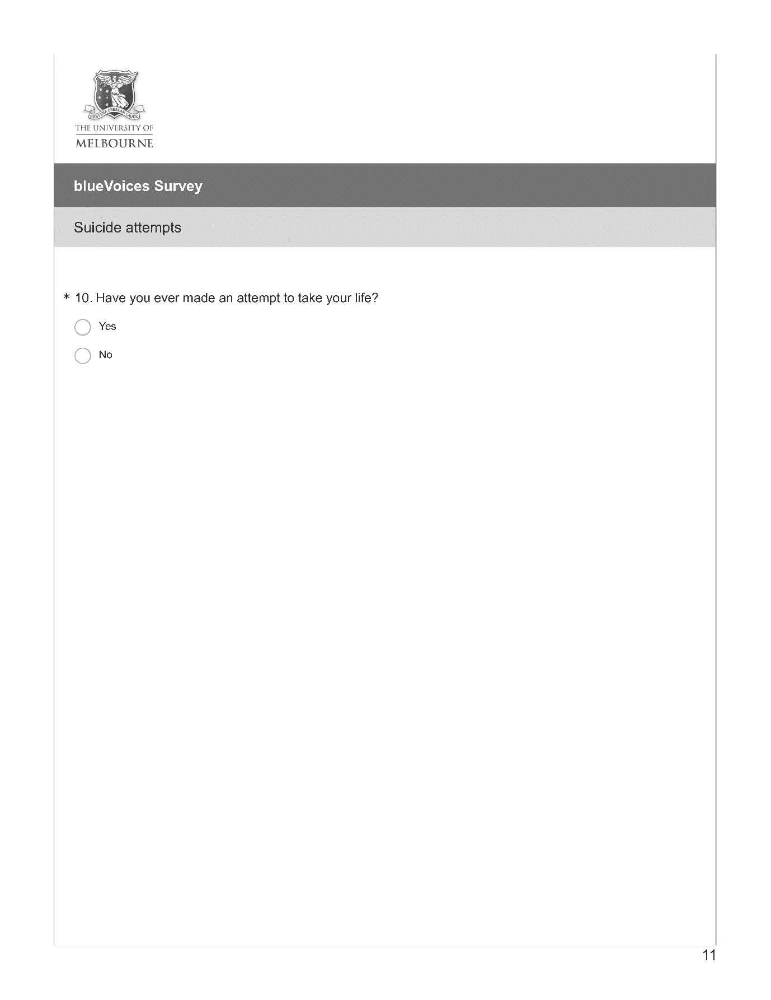 POSTERA CRESCAM LAUDE
THE UNIVERSITY OF
MELBOURNE
blueVoices Survey
Suicide attempts
* 10. Have you ever made an attempt to take your life?
Yes
No
11